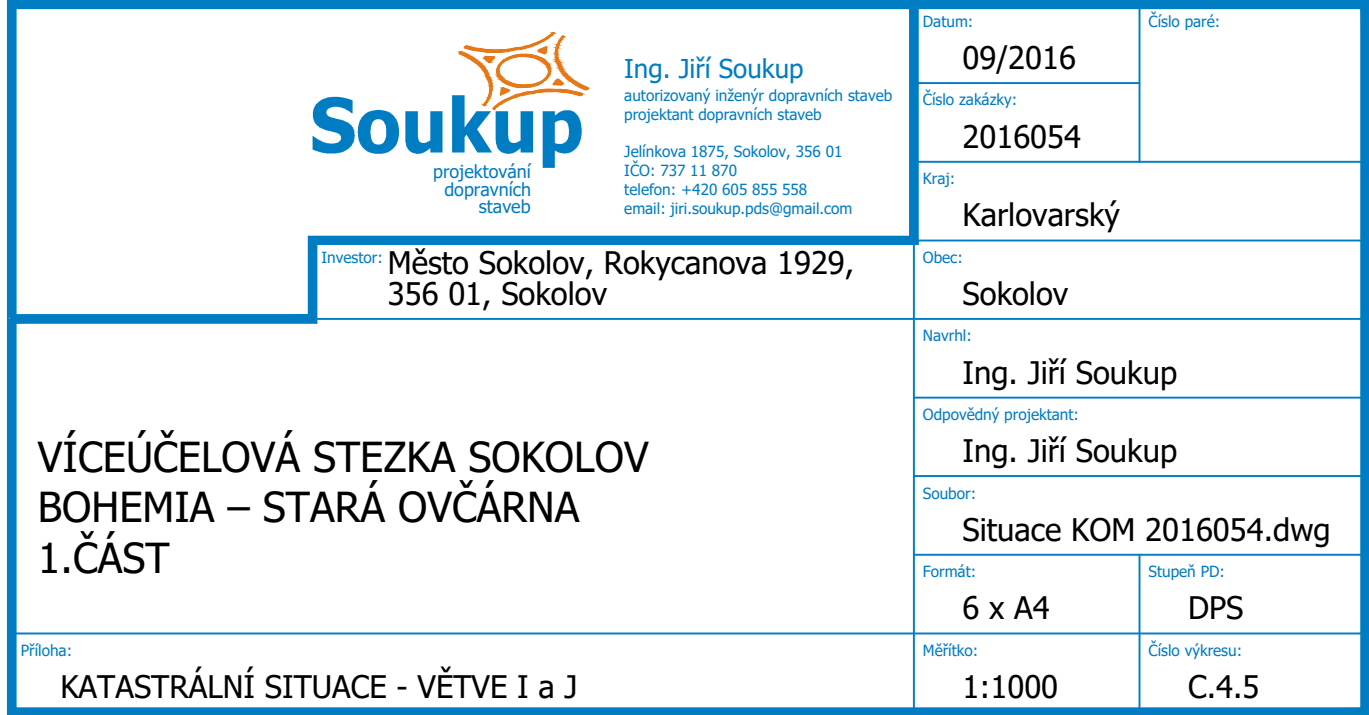 Soukup
projektování
dopravních
staveb
Ing. Jiří Soukup
autorizovaný inženýr dopravních staveb
projektant dopravních staveb
Jelínkova 1875, Sokolov, 356 01
IČO: 737 11 870
telefon: +420 605 855 558
email: jiri.soukup.pds@gmail.com
Datum:
09/2016
Číslo paré:
Číslo zakázky:
2016054
Kraj:
Karlovarský
Investor: Město Sokolov, Rokycanova 1929,
356 01, Sokolov
Obec:
Sokolov
Navrhl:
Ing. Jiří Soukup
Odpovědný projektant:
Ing. Jiří Soukup
Soubor:
Situace KOM 2016054.dwg
VÍCEÚČELOVÁ STEZKA SOKOLOV
BOHEMIA – STARÁ OVČÁRNA
1.ČÁST
Formát:
6 x A4
Stupeň PD:
DPS
Příloha:
KATASTRÁLNÍ SITUACE - VĚTVE I a J
Měřítko:
1:1000
Číslo výkresu:
C.4.5